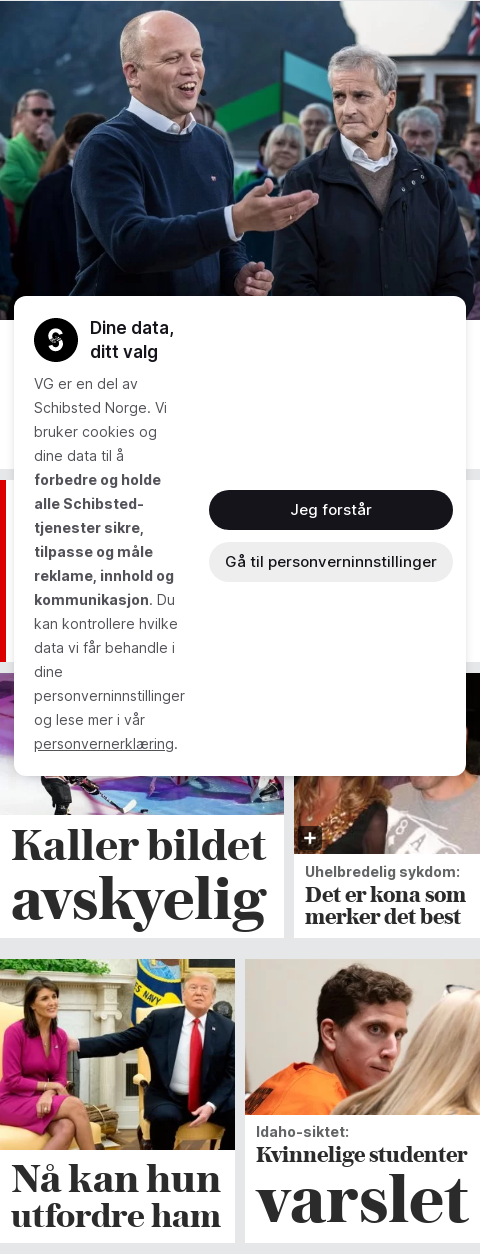 Dine data,
ditt valg
VG er en del av
Schibsted Norge. Vi
bruker cookies og
dine data til å
forbedre og holde
alle Schibsted-
tjenester sikre,
tilpasse og måle
reklame, innhold og
kommunikasjon. Du
kan kontrollere hvilke
data vi får behandle i
dine
personverninnstillinger
og lese mer i vår
personvernerklæring.
Jeg forstår
Gå til personverninnstillinger
Kaller bildet
avskyelig
Uhelbredelig sykdom:
Det er kona som
merker det best
Nå kan hun
utfordre ham
Idaho-siktet:
Kvinnelige studenter
varslet